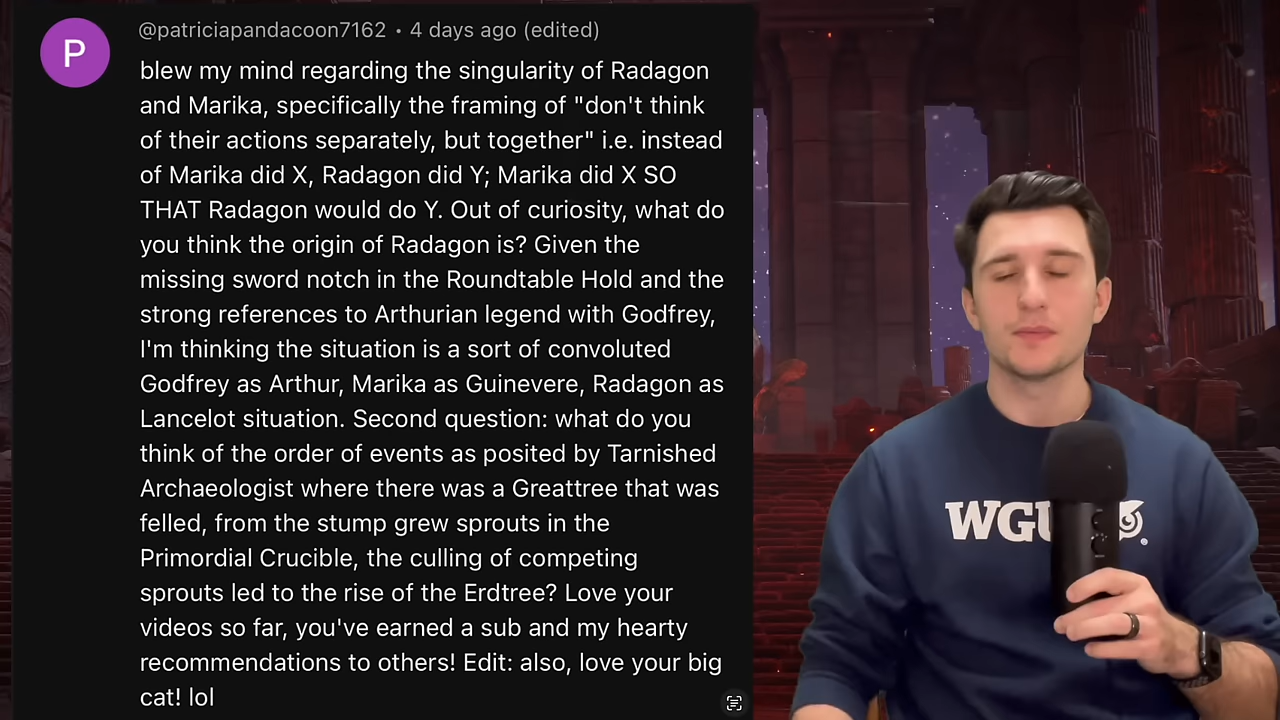 P
@patriciapandacoon7162 • 4 days ago (edited)
blew my mind regarding the singularity of Radagon
and Marika, specifically the framing of "don't think
of their actions separately, but together" i.e. instead
of Marika did X, Radagon did Y; Marika did X SO
THAT Radagon would do Y. Out of curiosity, what do
you think the origin of Radagon is? Given the
missing sword notch in the Roundtable Hold and the
strong references to Arthurian legend with Godfrey,
I'm thinking the situation is a sort of convoluted
Godfrey as Arthur, Marika as Guinevere, Radagon as
Lancelot situation. Second question: what do you
think of the order of events as posited by Tarnished
Archaeologist where there was a Greattree that was
felled, from the stump grew sprouts in the
Primordial Crucible, the culling of competing
sprouts led to the rise of the Erdtree? Love your
videos so far, you've earned a sub and my hearty
recommendations to others! Edit: also, love your big
cat! lol
WGU